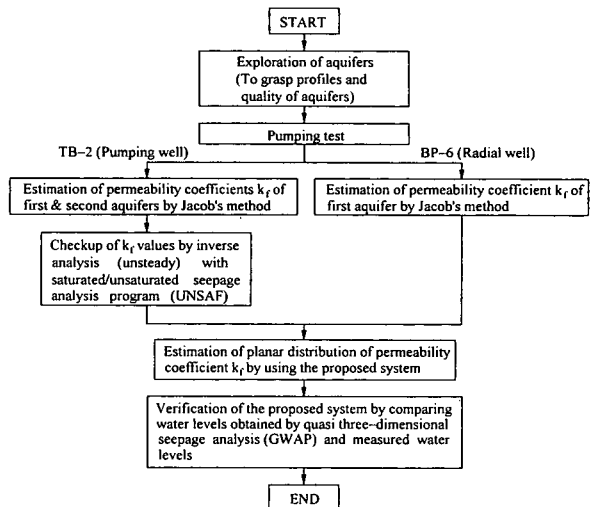 START
Exploration of aquifers
(To grasp profiles and
quality of aquifers)
Pumping test
TB-2 (Pumping well)
BP-6 (Radial well)
Estimation of permeability coefficients kf of
first & second aquifers by Jacob's method
Estimation of permeability coefficient kf of
first aquifer by Jacob's method
Checkup of kf values by inverse
analysis (unsteady) with
saturated/unsaturated seepage
analysis program (UNSAF)
Estimation of planar distribution of permeability
coefficient kf by using the proposed system
Verification of the proposed system by comparing
water levels obtained by quasi three-dimensional
seepage analysis (GWAP) and measured water
levels
END